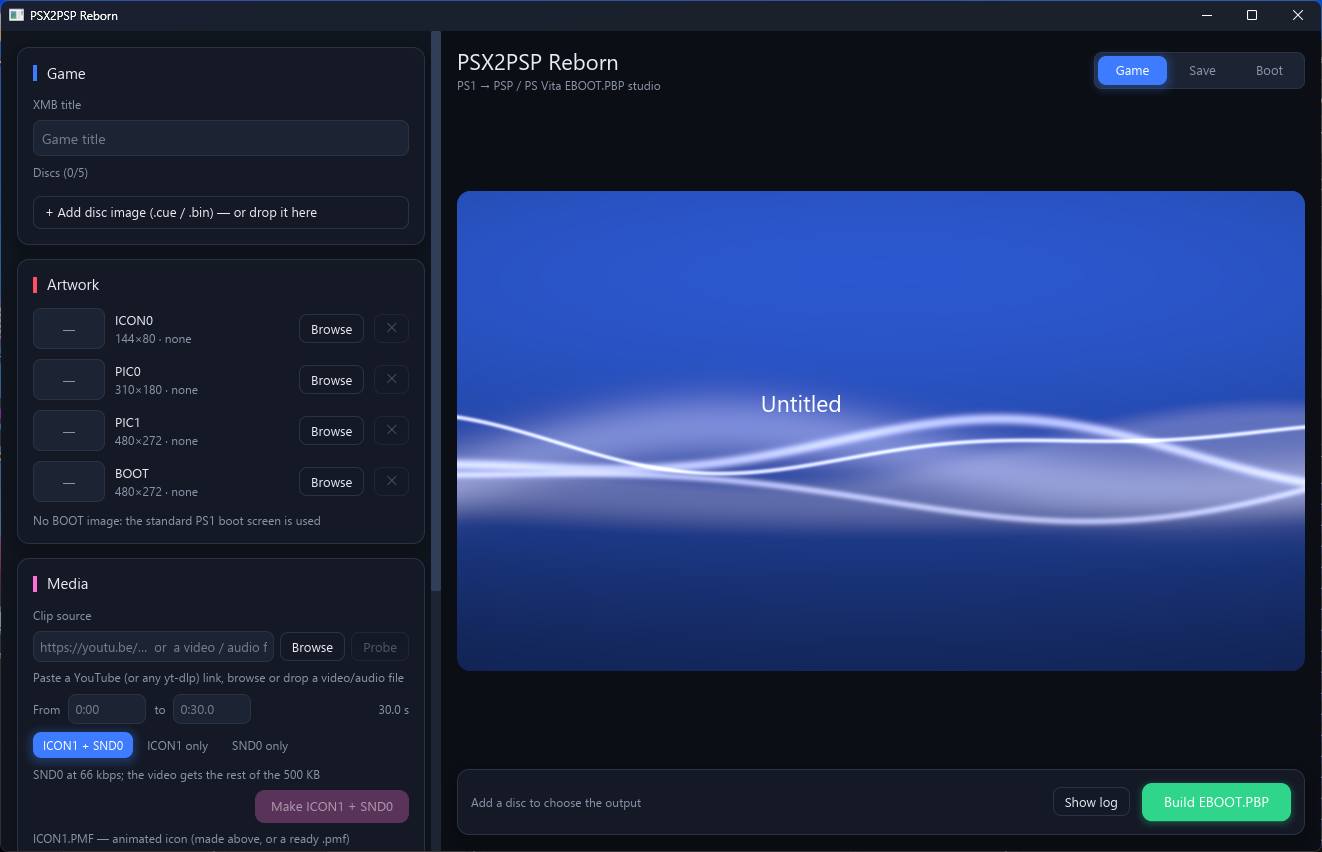 PSX2PSP Reborn
Game
XMB title
Game title
Discs (0/5)
+ Add disc image (.cue / .bin) — or drop it here
Artwork
—
ICON0
144×80 · none
Browse
—
PIC0
310×180 · none
Browse
—
PIC1
480×272 · none
Browse
—
BOOT
480×272 · none
Browse
No BOOT image: the standard PS1 boot screen is used
Media
Clip source
https://youtu.be/... or a video / audio f
Browse
Probe
Paste a YouTube (or any yt-dlp) link, browse or drop a video/audio file
From 0:00 to 0:30.0 30.0 s
ICON1 + SND0 ICON1 only SND0 only
SND0 at 66 kbps; the video gets the rest of the 500 KB
Make ICON1 + SND0
ICON1.PMF — animated icon (made above, or a ready .pmf)
PSX2PSP Reborn
PS1 → PSP / PS Vita EBOOT.PBP studio
Game Save Boot
Untitled
Add a disc to choose the output
Show log
Build EBOOT.PBP